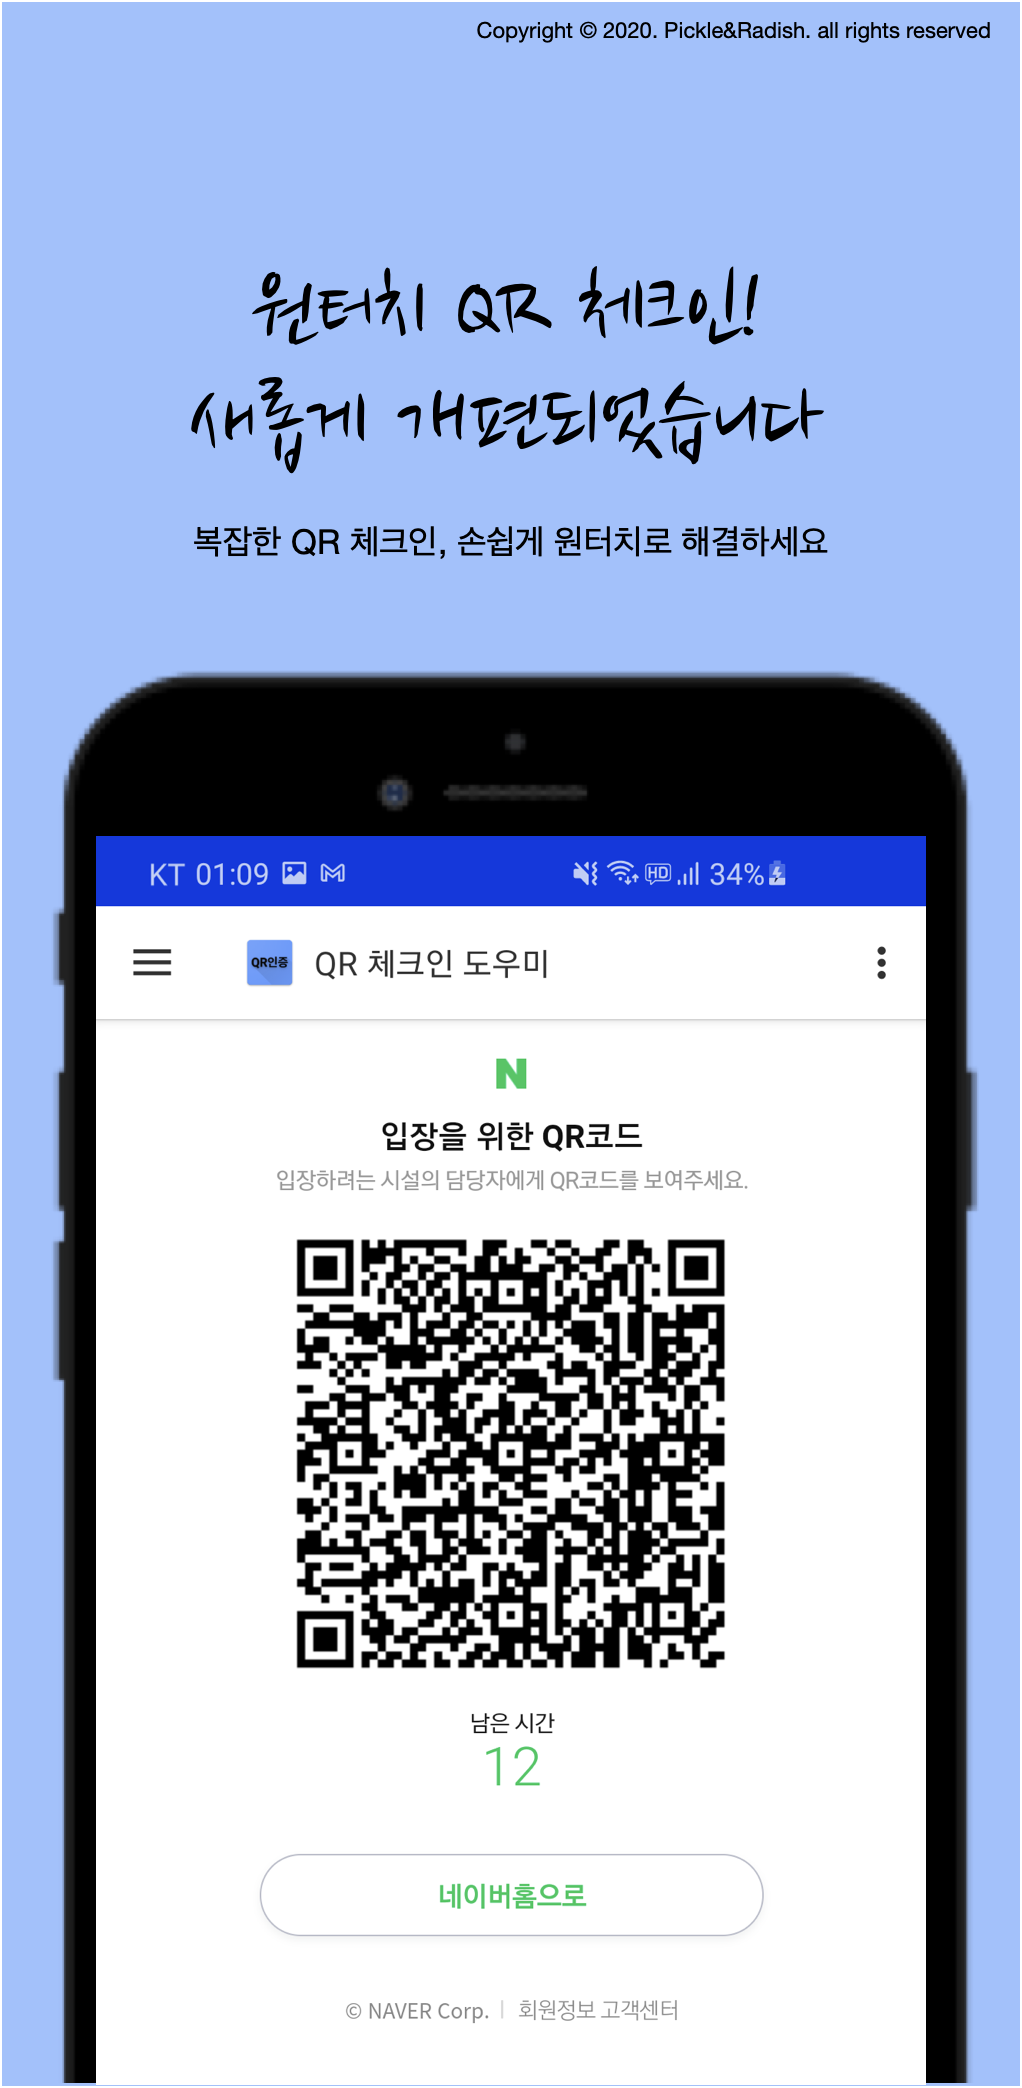 Copyright © 2020. Pickle&Radish. all rights reserved
원터치 QR 체크인!
새롭게 개편되었습니다
복잡한 QR 체크인, 손쉽게 원터치로 해결하세요
KT 01:09 HD 34%
QR인증 QR 체크인 도우미
N
입장을 위한 QR코드
입장하려는 시설의 담당자에게 QR코드를 보여주세요.
남은 시간
12
네이버홈으로
© NAVER Corp. | 회원정보 고객센터